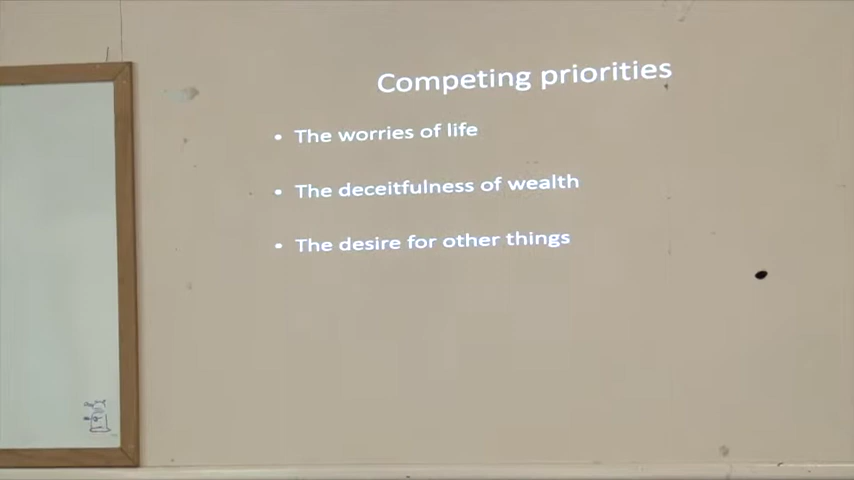 Competing priorities
• The worries of life
• The deceitfulness of wealth
• The desire for other things